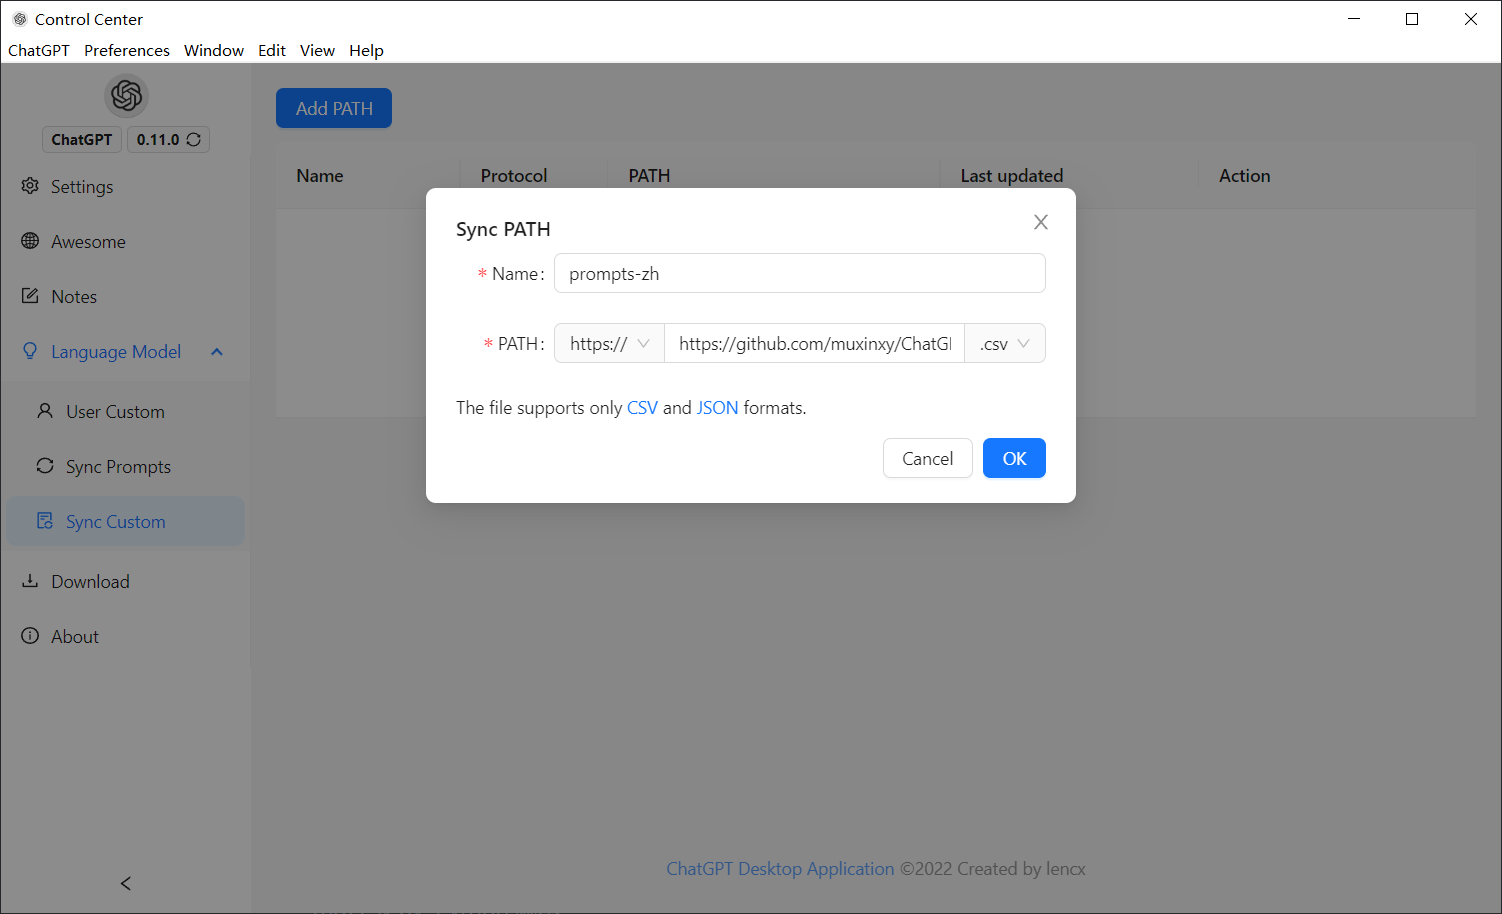 Control Center
ChatGPT Preferences Window Edit View Help
ChatGPT 0.11.0
Settings
Awesome
Notes
Language Model
User Custom
Sync Prompts
Sync Custom
Download
About
Add PATH
Name Protocol PATH Last updated Action
Sync PATH
* Name: prompts-zh
* PATH: https:// https://github.com/muxinxy/ChatG .csv
The file supports only CSV and JSON formats.
Cancel OK
ChatGPT Desktop Application ©2022 Created by lencx